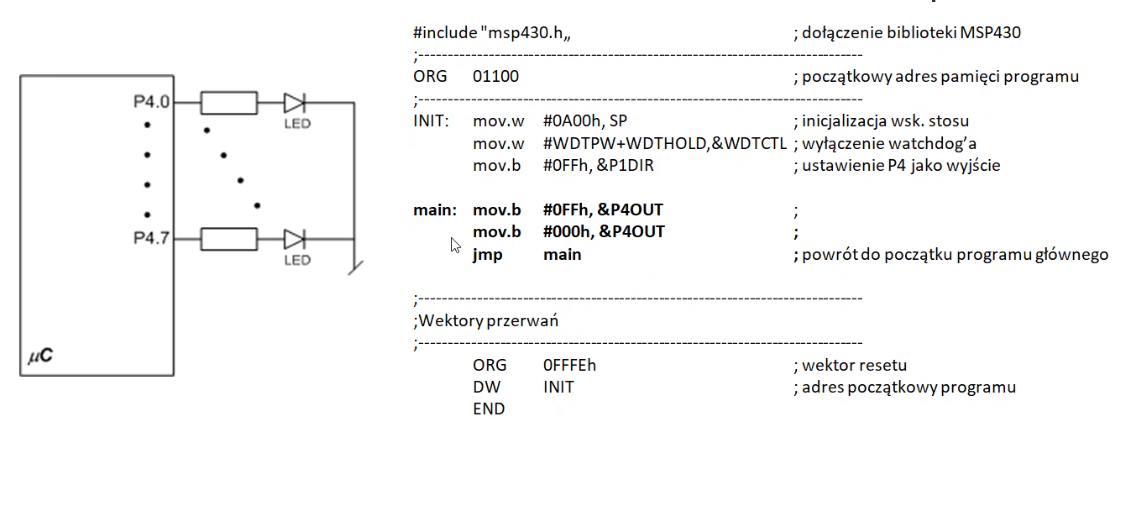 P4.0
LED
P4.7
LED
µC
#include "msp430.h„ ; dołączenie biblioteki MSP430
;--------------------------------------------------------------------------
ORG 01100 ; początkowy adres pamięci programu
;--------------------------------------------------------------------------
INIT: mov.w #0A00h, SP ; inicjalizacja wsk. stosu
mov.w #WDTPW+WDTHOLD,&WDTCTL ; wyłączenie watchdog’a
mov.b #0FFh, &P1DIR ; ustawienie P4 jako wyjście
main: mov.b #0FFh, &P4OUT ;
mov.b #000h, &P4OUT ;
jmp main ; powrót do początku programu głównego
;--------------------------------------------------------------------------
;Wektory przerwań
;--------------------------------------------------------------------------
ORG 0FFFEh ; wektor resetu
DW INIT ; adres początkowy programu
END